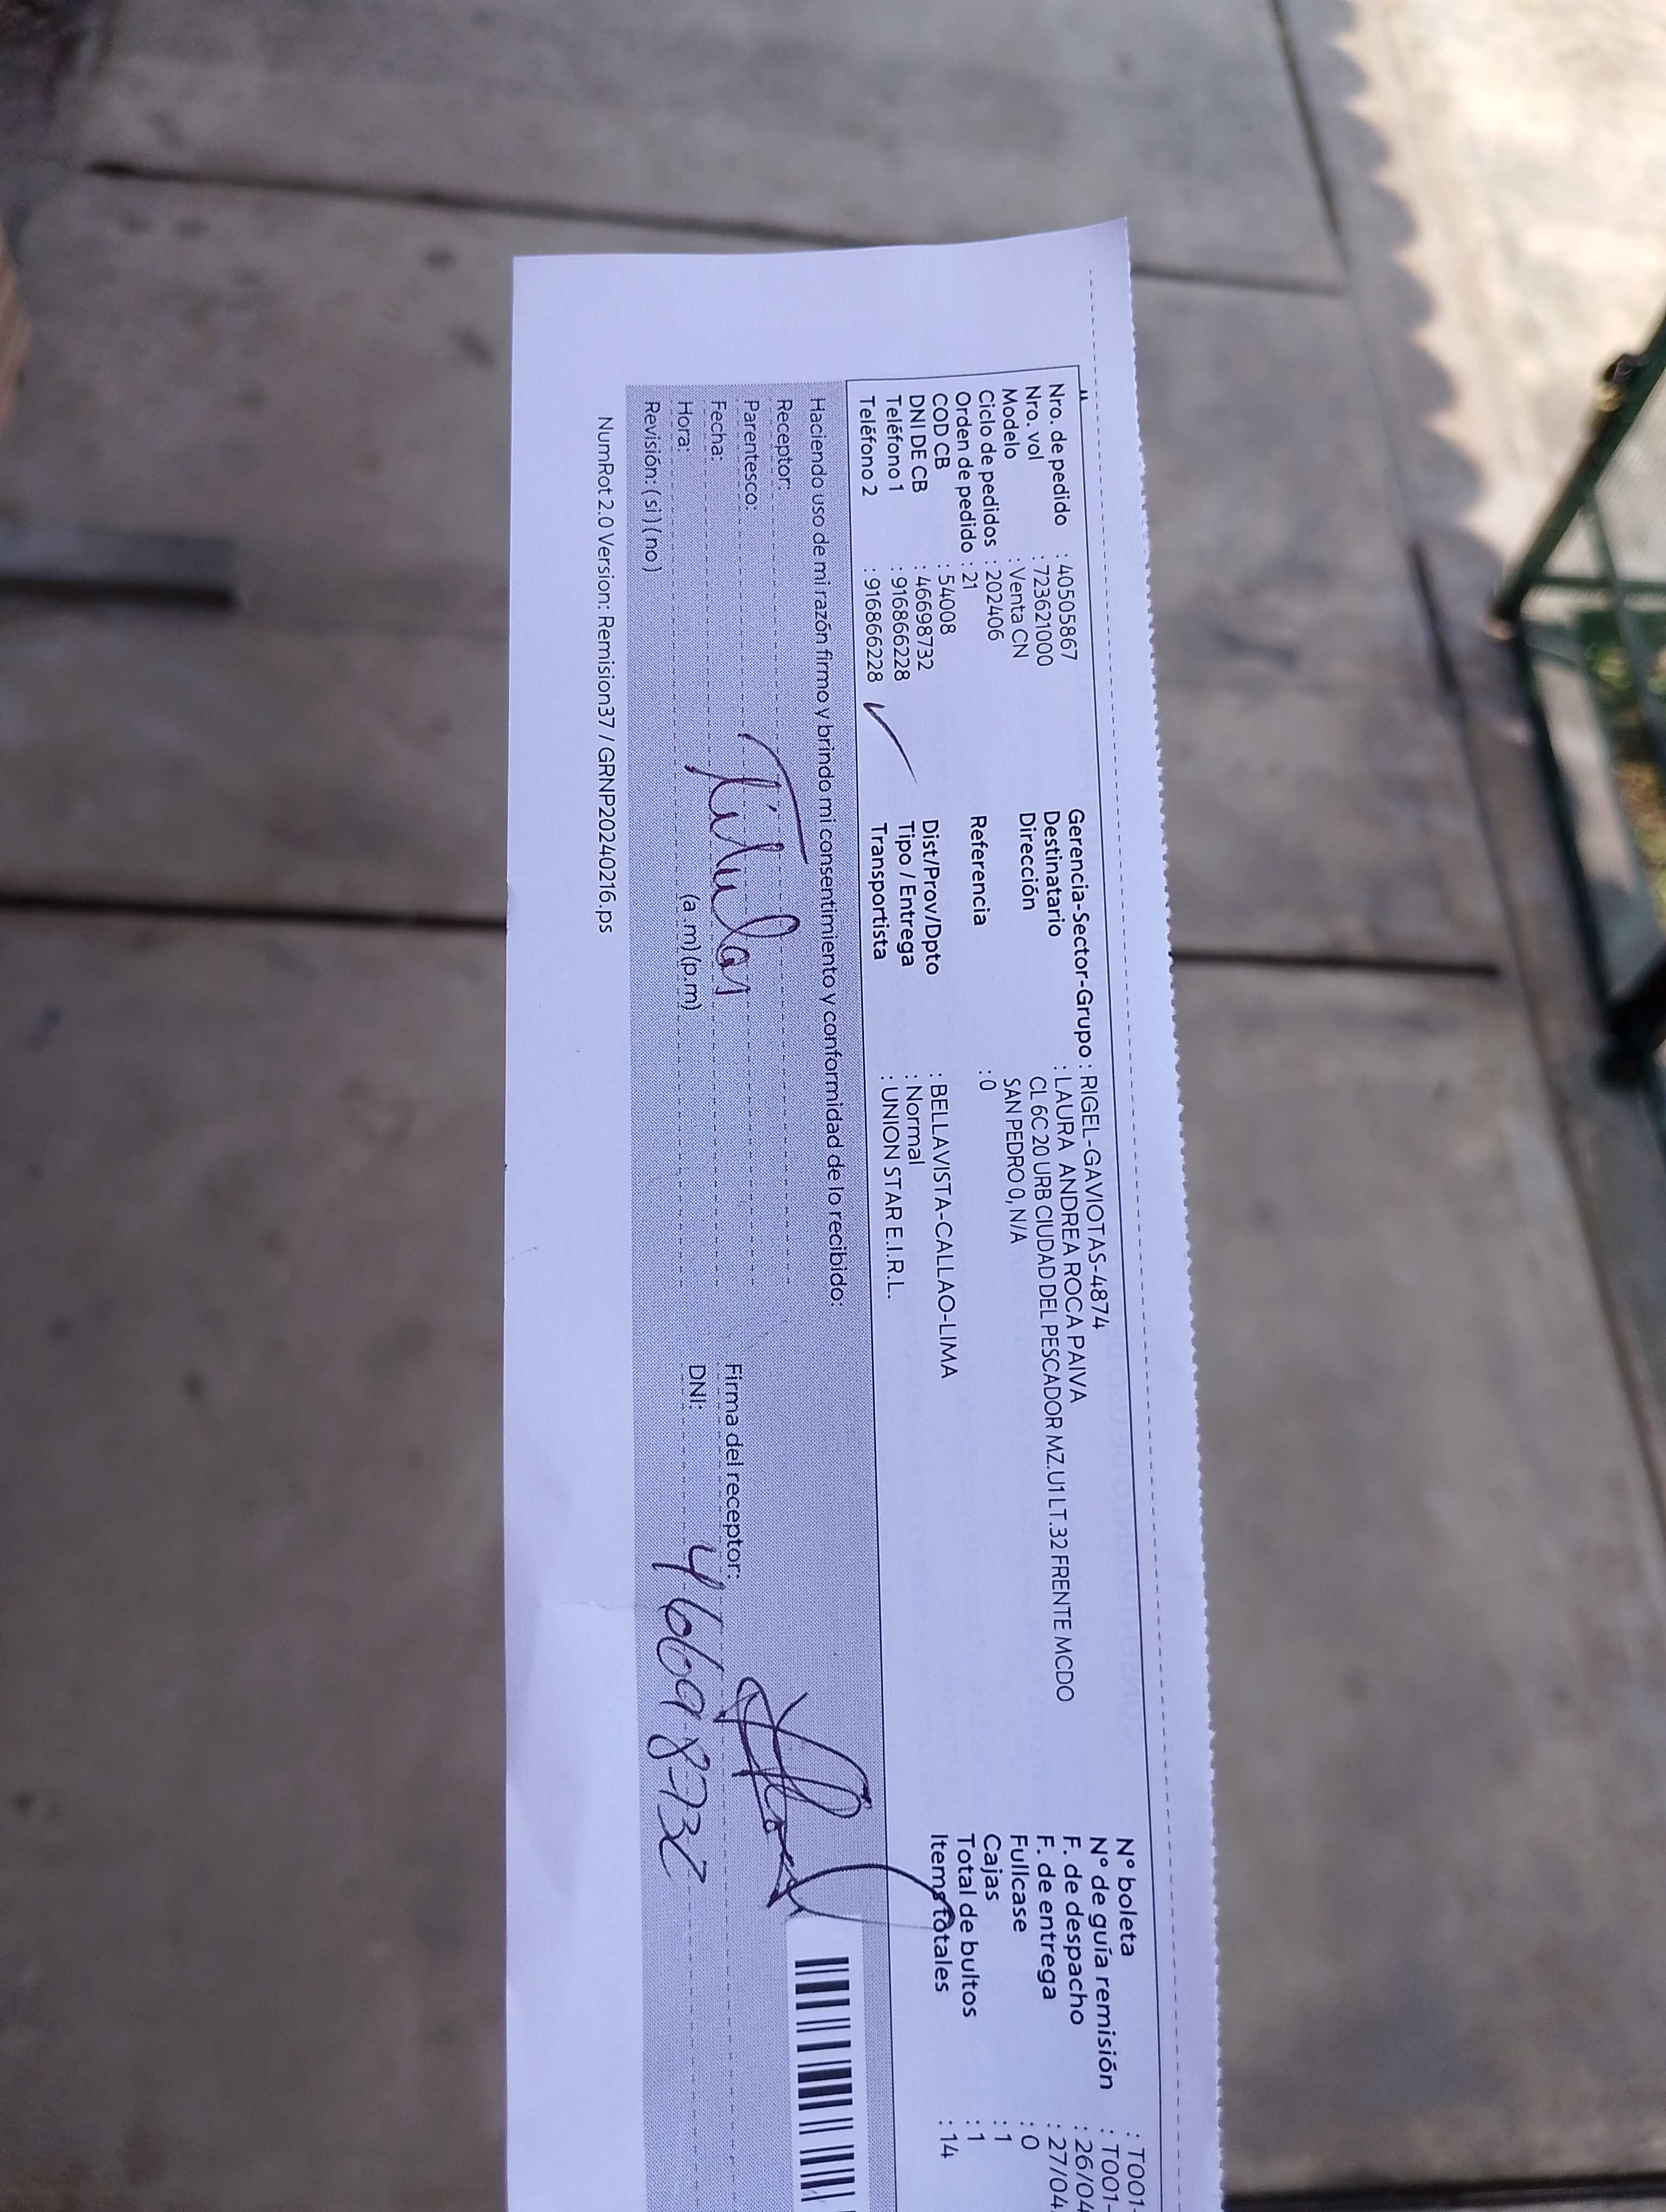 Nro. de pedido : 40505867
Nro. vol : 723621000
Modelo : Venta CN
Ciclo de pedidos : 202406
Orden de pedido : 21
COD CB : 54008
DNI DE CB : 46698732
Teléfono 1 : 916866228
Teléfono 2 : 916866228
Gerencia-Sector-Grupo : RIGEL-GAVIOTAS-4874
Destinatario : LAURA ANDREA ROCA PAIVA
Dirección CL 6C 20 URB CIUDAD DEL PESCADOR MZ.U1 LT.32 FRENTE MCDO
SAN PEDRO 0, N/A
Referencia : 0
Dist/Prov/Dpto : BELLAVISTA-CALLAO-LIMA
Tipo / Entrega : Normal
Transportista : UNION STAR E.I.R.L.
N° boleta : T001-
N° de guía remisión : T001-
F. de despacho : 26/04
F. de entrega : 27/04
Fullcase : 0
Cajas : 1
Total de bultos : 1
Items totales : 14
Haciendo uso de mi razón firmo y brindo mi consentimiento y conformidad de lo recibido:
Receptor:
Parentesco: Titular
Fecha:
Hora: (a.m) (p.m)
Revisión: ( si ) ( no )
Firma del receptor:
DNI: 46698732
NumRot 2.0 Version: Remision37 / GRNP20240216.ps